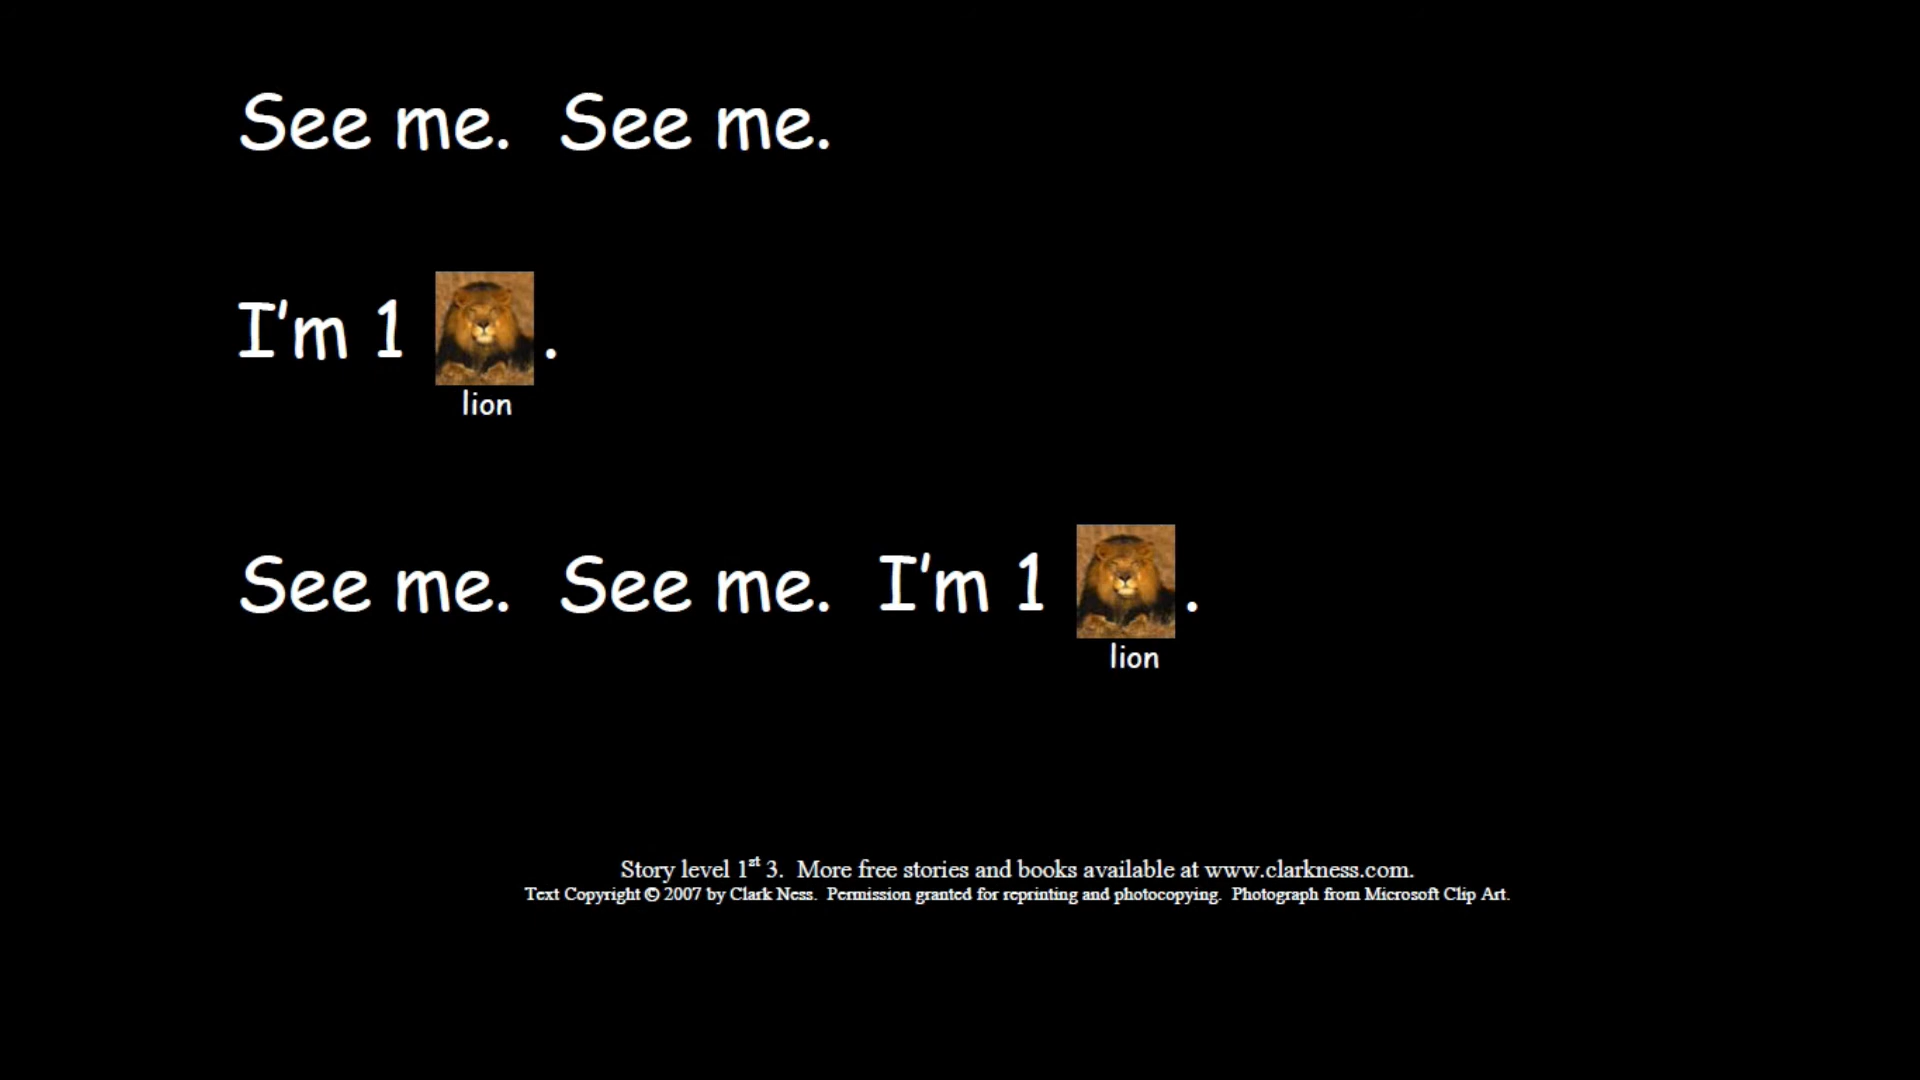 See me.  See me.
I'm 1 .
lion
See me.  See me.  I'm 1 .
lion
Story level 1st 3.  More free stories and books available at www.clarkness.com.
Text Copyright © 2007 by Clark Ness.  Permission granted for reprinting and photocopying.  Photograph from Microsoft Clip Art.